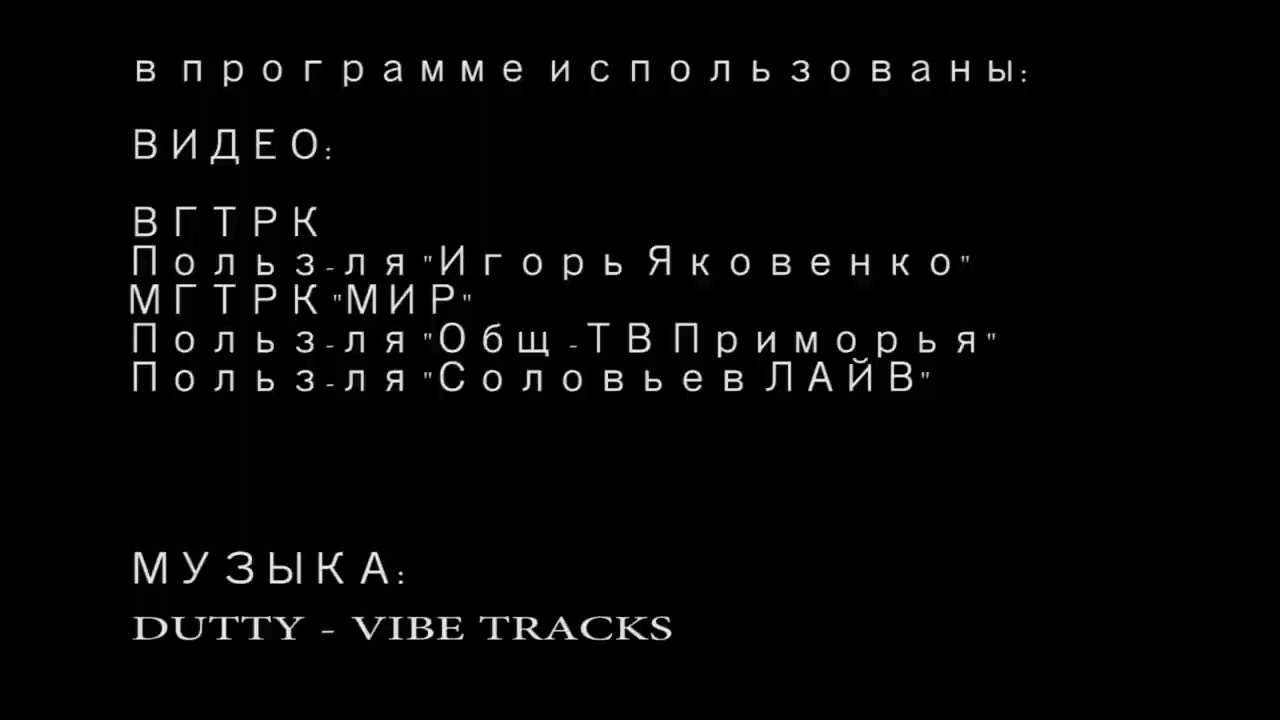 в программе использованы:
ВИДЕО:
ВГТРК
Польз-ля "Игорь Яковенко"
МГТРК "МИР"
Польз-ля "Общ-ТВ Приморья"
Польз-ля "Соловьев ЛАЙВ"
МУЗЫКА:
DUTTY - VIBE TRACKS